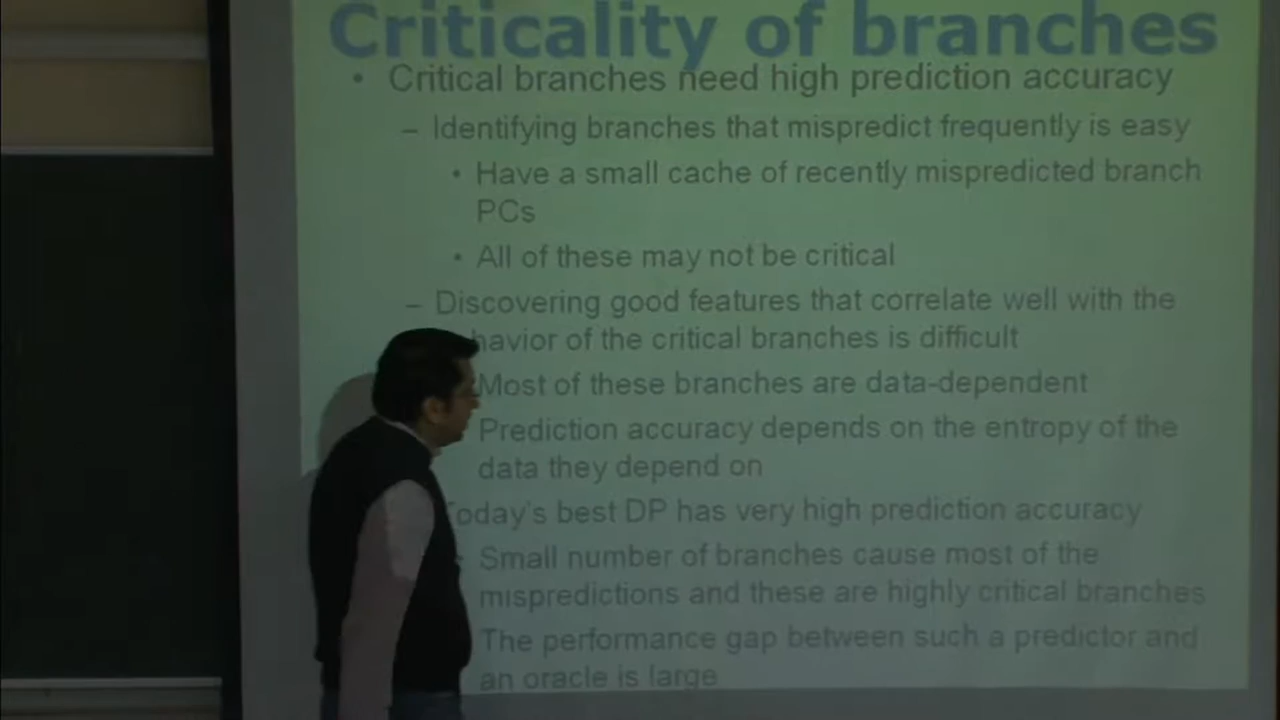 Criticality of branches
• Critical branches need high prediction accuracy
– Identifying branches that mispredict frequently is easy
• Have a small cache of recently mispredicted branch
PCs
• All of these may not be critical
– Discovering good features that correlate well with the
havior of the critical branches is difficult
Most of these branches are data-dependent
Prediction accuracy depends on the entropy of the
data they depend on
Today's best DP has very high prediction accuracy
Small number of branches cause most of the
mispredictions and these are highly critical branches
The performance gap between such a predictor and
an oracle is large